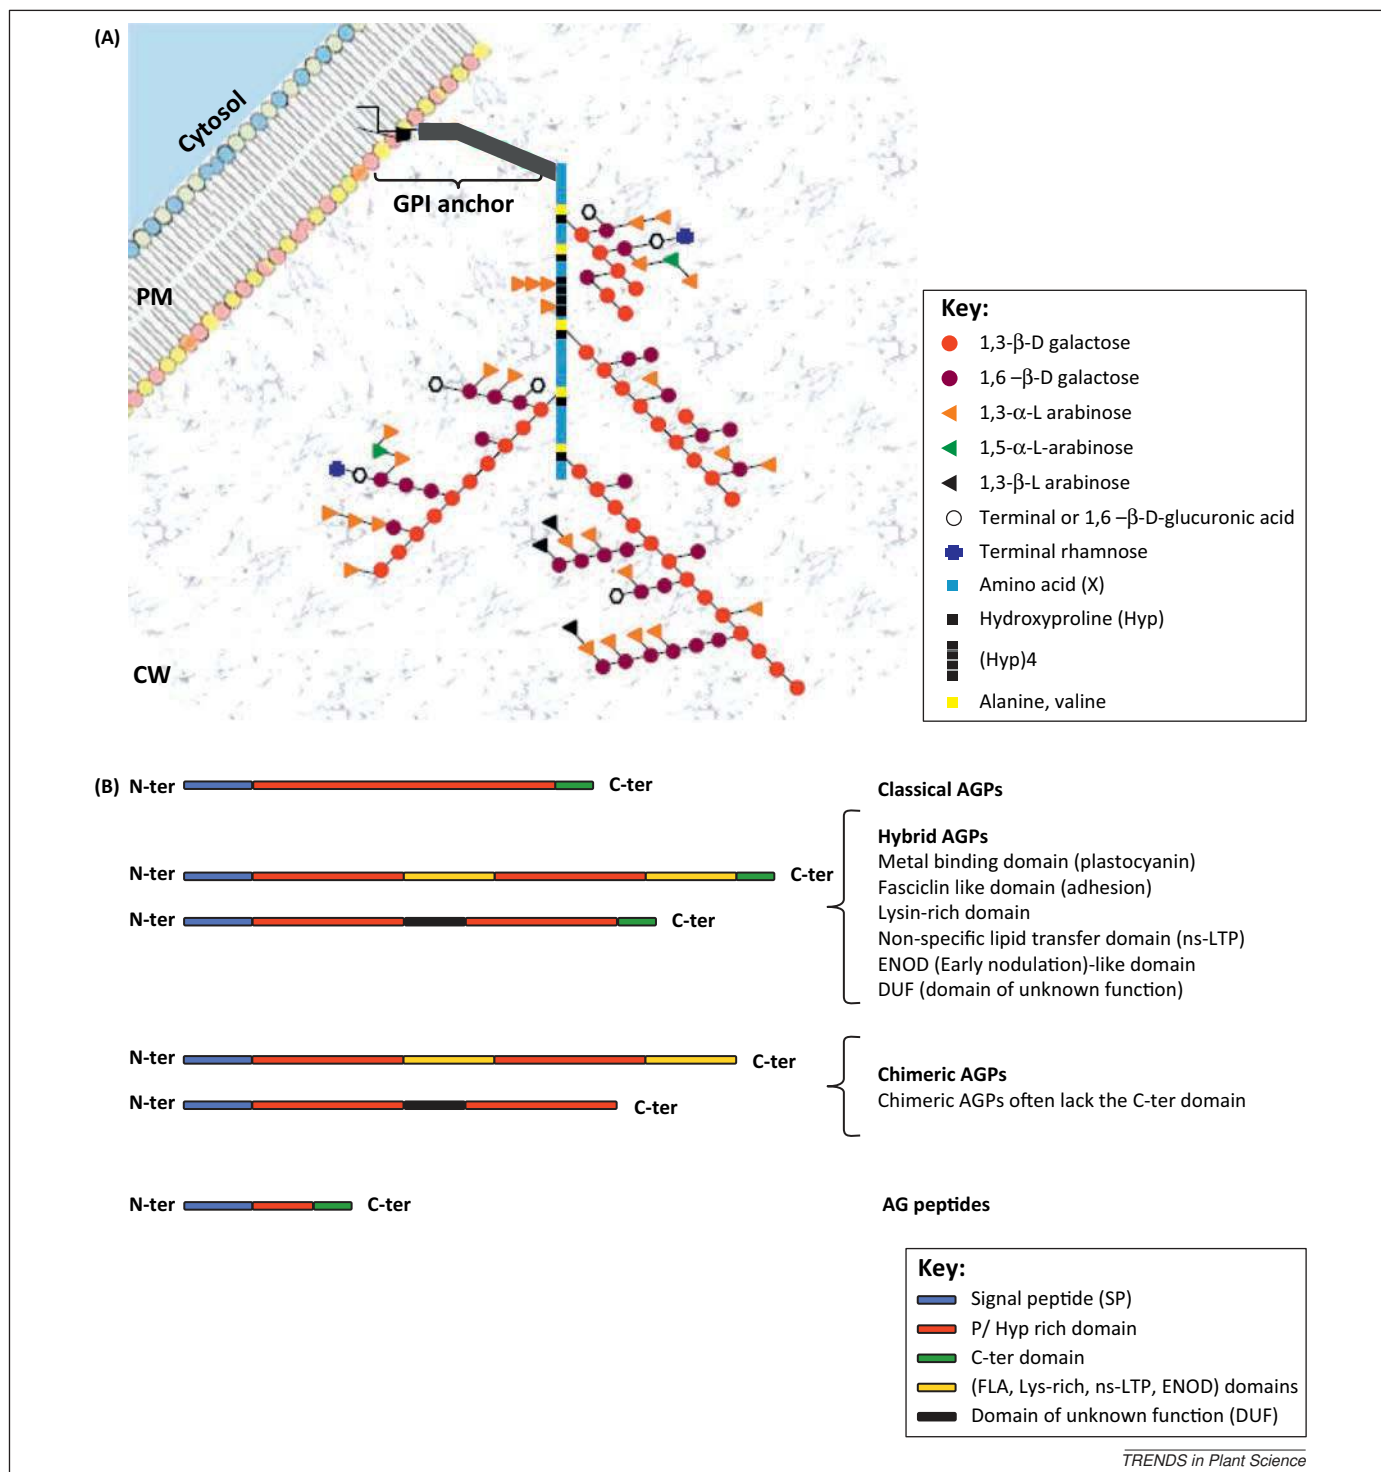 (A)
Cytosol
GPI anchor
PM
CW
Key:
1,3-β-D galactose
1,6 –β-D galactose
1,3-α-L arabinose
1,5-α-L-arabinose
1,3-β-L arabinose
Terminal or 1,6 –β-D-glucuronic acid
Terminal rhamnose
Amino acid (X)
Hydroxyproline (Hyp)
(Hyp)4
Alanine, valine
(B) N-ter C-ter Classical AGPs
Hybrid AGPs
Metal binding domain (plastocyanin)
N-ter C-ter
Fasciclin like domain (adhesion)
Lysin-rich domain
N-ter C-ter
Non-specific lipid transfer domain (ns-LTP)
ENOD (Early nodulation)-like domain
DUF (domain of unknown function)
N-ter C-ter
Chimeric AGPs
Chimeric AGPs often lack the C-ter domain
N-ter C-ter
N-ter C-ter AG peptides
Key:
Signal peptide (SP)
P/ Hyp rich domain
C-ter domain
(FLA, Lys-rich, ns-LTP, ENOD) domains
Domain of unknown function (DUF)
TRENDS in Plant Science